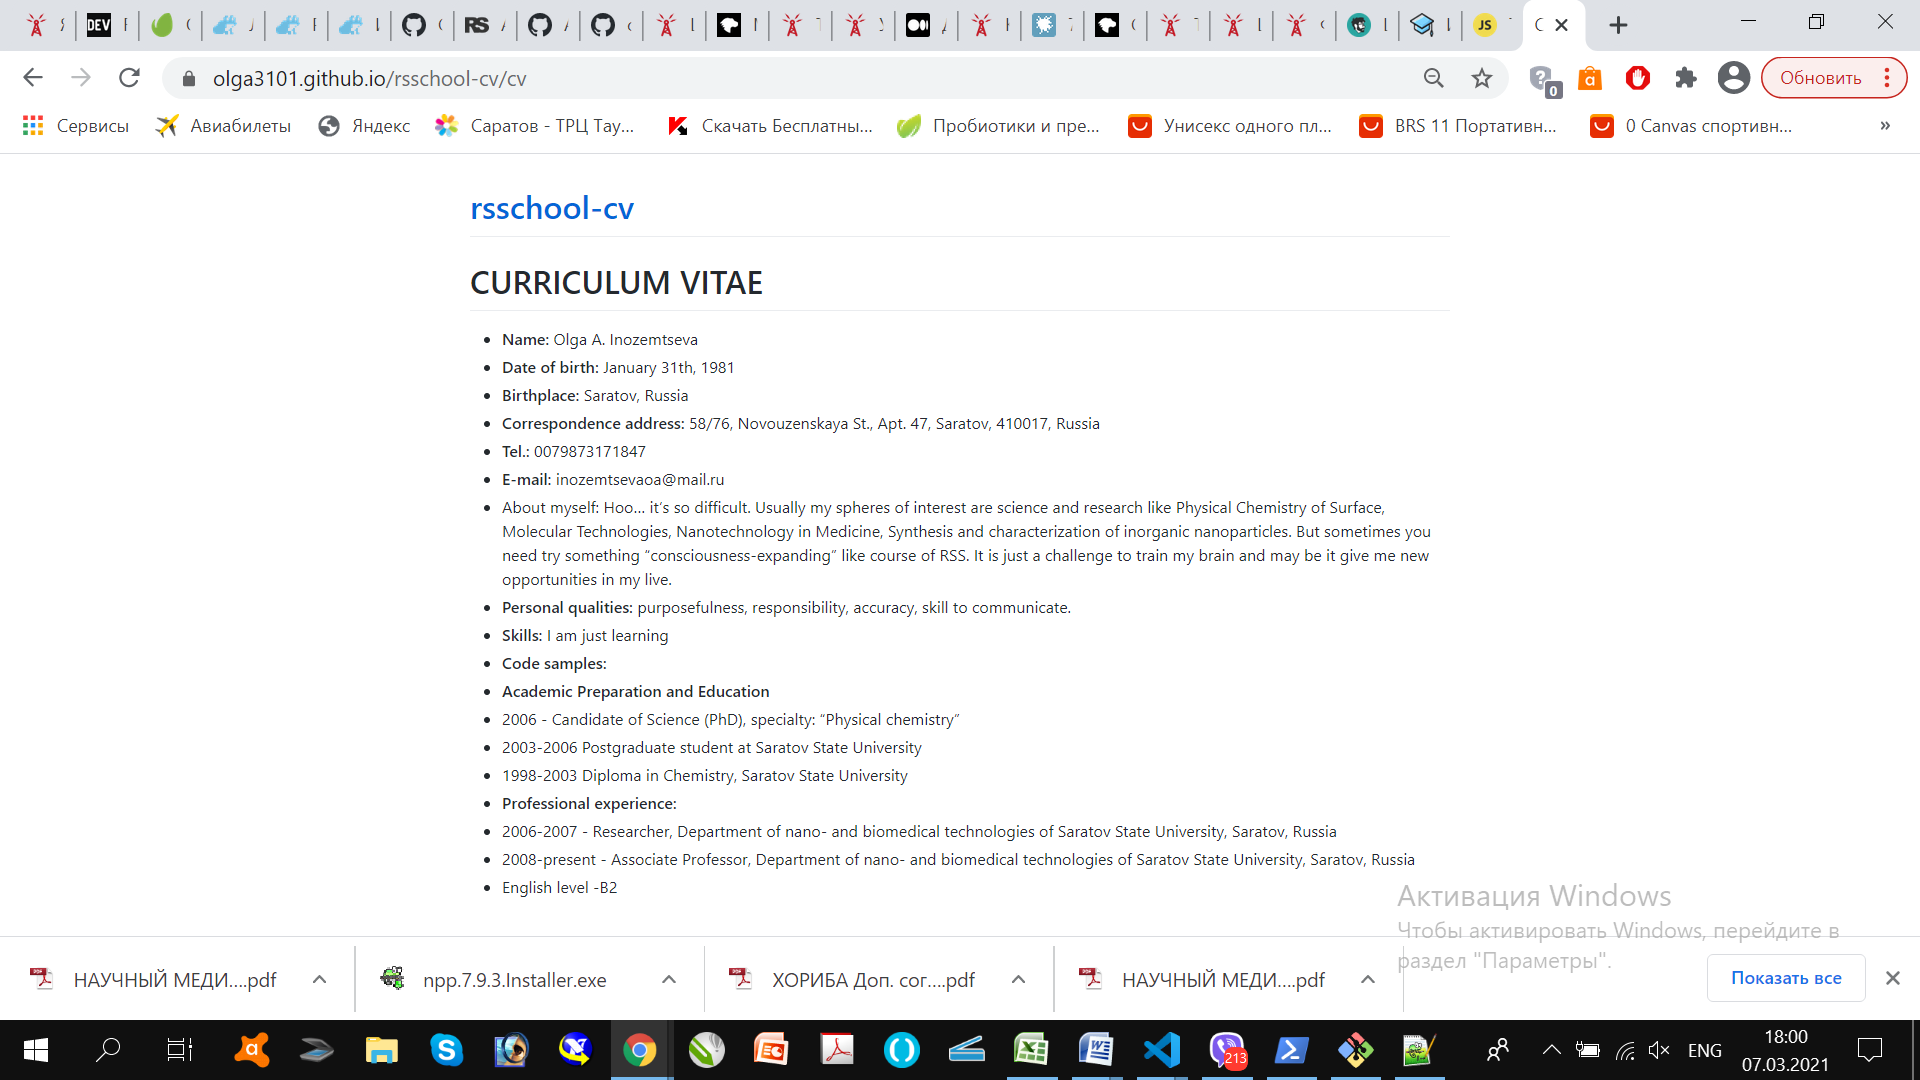 olga3101.github.io/rsschool-cv/cv
0
Обновить
Сервисы
Авиабилеты
Яндекс
Саратов - ТРЦ Тау...
Скачать Бесплатны...
Пробиотики и пре...
Унисекс одного пл...
BRS 11 Портативн...
0 Canvas спортивн...
»
rsschool-cv
CURRICULUM VITAE
Name: Olga A. Inozemtseva
Date of birth: January 31th, 1981
Birthplace: Saratov, Russia
Correspondence address: 58/76, Novouzenskaya St., Apt. 47, Saratov, 410017, Russia
Tel.: 0079873171847
E-mail: inozemtsevaoa@mail.ru
About myself: Hoo... it's so difficult. Usually my spheres of interest are science and research like Physical Chemistry of Surface,
Molecular Technologies, Nanotechnology in Medicine, Synthesis and characterization of inorganic nanoparticles. But sometimes you
need try something “consciousness-expanding” like course of RSS. It is just a challenge to train my brain and may be it give me new
opportunities in my live.
Personal qualities: purposefulness, responsibility, accuracy, skill to communicate.
Skills: I am just learning
Code samples:
Academic Preparation and Education
2006 - Candidate of Science (PhD), specialty: “Physical chemistry”
2003-2006 Postgraduate student at Saratov State University
1998-2003 Diploma in Chemistry, Saratov State University
Professional experience:
2006-2007 - Researcher, Department of nano- and biomedical technologies of Saratov State University, Saratov, Russia
2008-present - Associate Professor, Department of nano- and biomedical technologies of Saratov State University, Saratov, Russia
English level -B2
Активация Windows
Чтобы активировать Windows, перейдите в
раздел "Параметры".
НАУЧНЫЙ МЕДИ....pdf
npp.7.9.3.Installer.exe
ХОРИБА Доп. сог....pdf
НАУЧНЫЙ МЕДИ....pdf
Показать все
213
ENG
18:00
07.03.2021